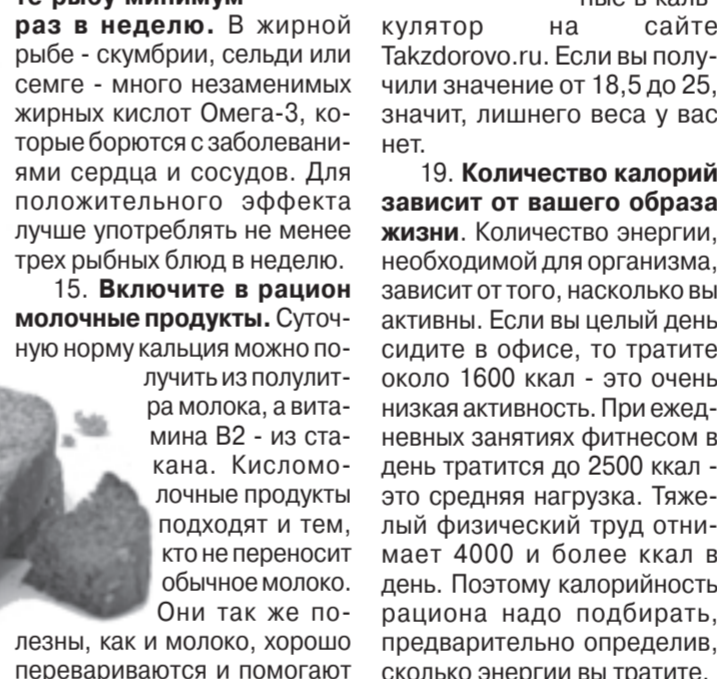 те рыбу минимум
раз в неделю. В жирной
рыбе - скумбрии, сельди или
семге - много незаменимых
жирных кислот Омега-3, ко-
торые борются с заболевани-
ями сердца и сосудов. Для
положительного эффекта
лучше употреблять не менее
трех рыбных блюд в неделю.
15. Включите в рацион
молочные продукты. Суточ-
ную норму кальция можно по-
лучить из полулит-
ра молока, а вита-
мина В2 - из ста-
кана. Кисломо-
лочные продукты
подходят и тем,
кто не переносит
обычное молоко.
Они так же по-
лезны, как и молоко, хорошо
перевариваются и помогают
ные в каль-
кулятор на сайте
Takzdorovo.ru. Если вы полу-
чили значение от 18,5 до 25,
значит, лишнего веса у вас
нет.
19. Количество калорий
зависит от вашего образа
жизни. Количество энергии,
необходимой для организма,
зависит от того, насколько вы
активны. Если вы целый день
сидите в офисе, то тратите
около 1600 ккал - это очень
низкая активность. При ежед-
невных занятиях фитнесом в
день тратится до 2500 ккал -
это средняя нагрузка. Тяже-
лый физический труд отни-
мает 4000 и более ккал в
день. Поэтому калорийность
рациона надо подбирать,
предварительно определив,
сколько энергии вы тратите.